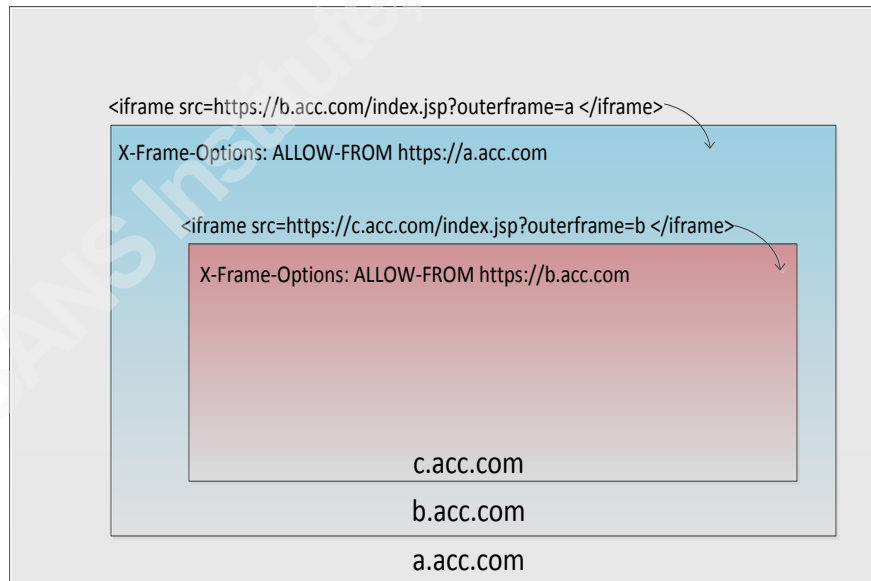 <iframe src=https://b.acc.com/index.jsp?outerframe=a </iframe>
X-Frame-Options: ALLOW-FROM https://a.acc.com
<iframe src=https://c.acc.com/index.jsp?outerframe=b </iframe>
X-Frame-Options: ALLOW-FROM https://b.acc.com
c.acc.com
b.acc.com
a.acc.com
SANS Institute